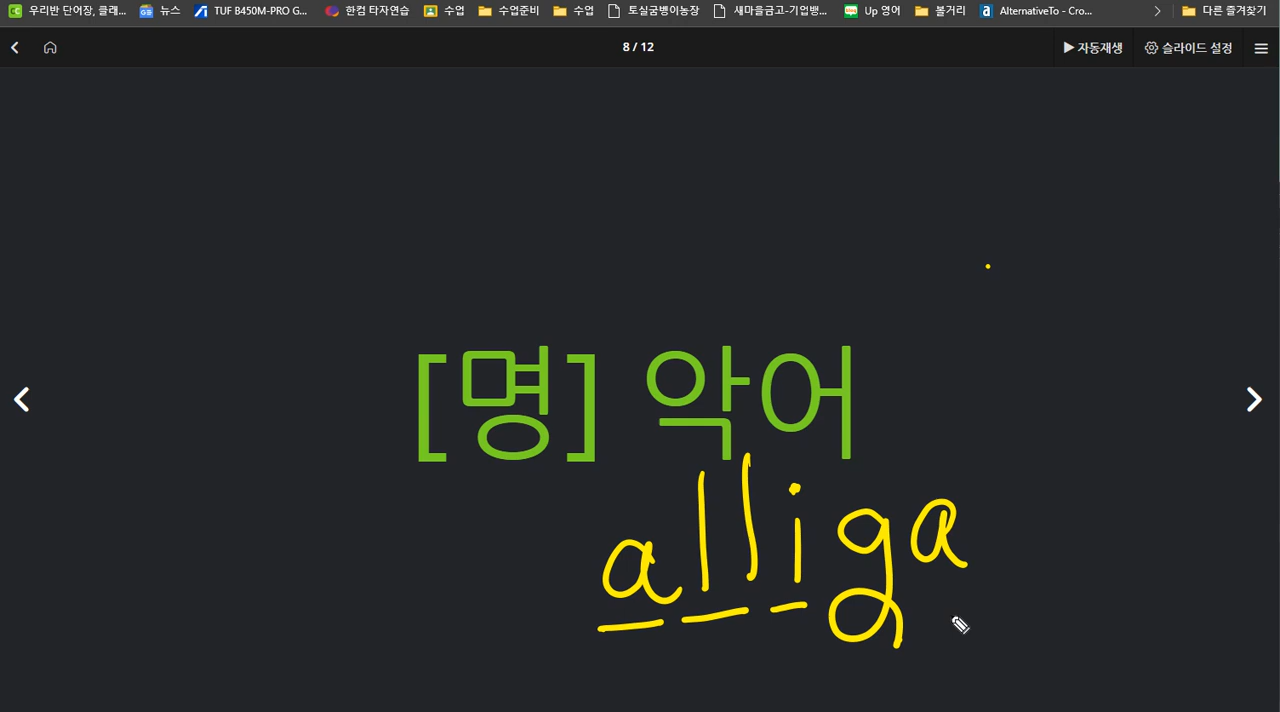 우리반 단어장, 클래... 뉴스 TUF B450M-PRO G... 한컴 타자연습 수업 수업준비 수업 토실굼벵이농장 새마을금고-기업뱅... Up 영어 볼거리 AlternativeTo - Cro... 다른 즐겨찾기
8 / 12 자동재생 슬라이드 설정
[명] 악어
alliga